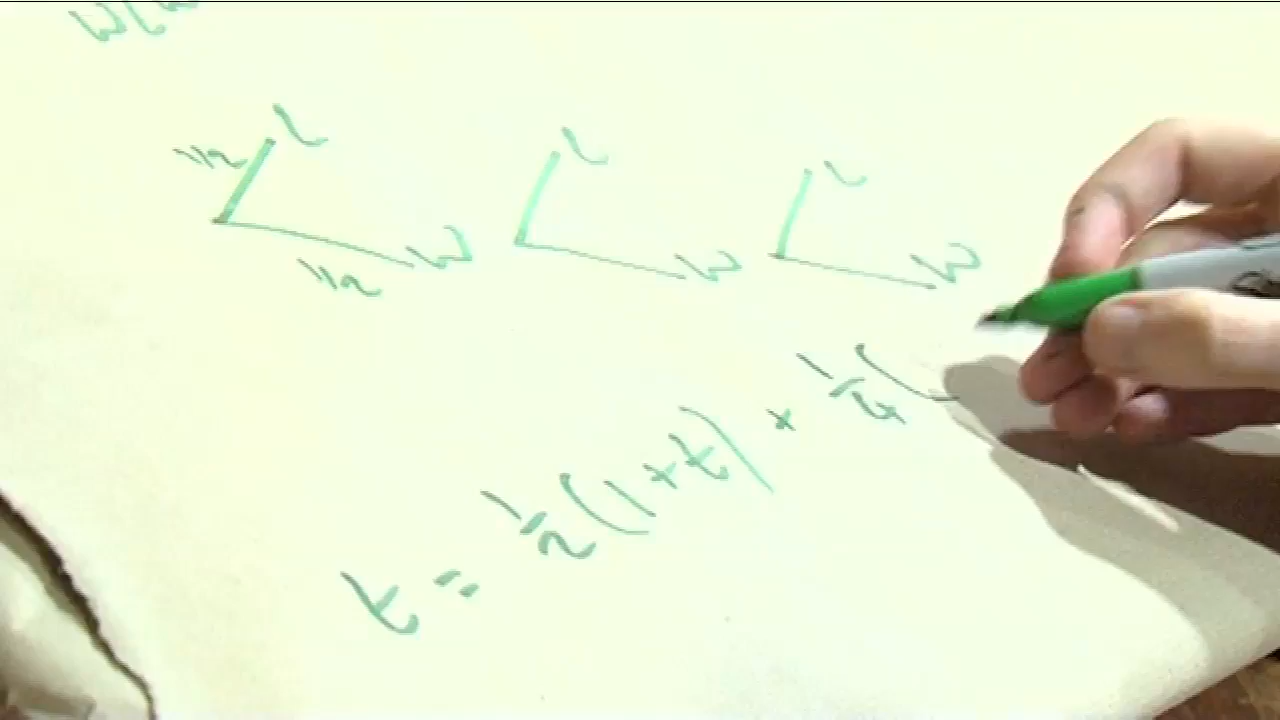 1/2 L L L
1/2 W W W
t = 1/2 (1+t) + 1/4 (